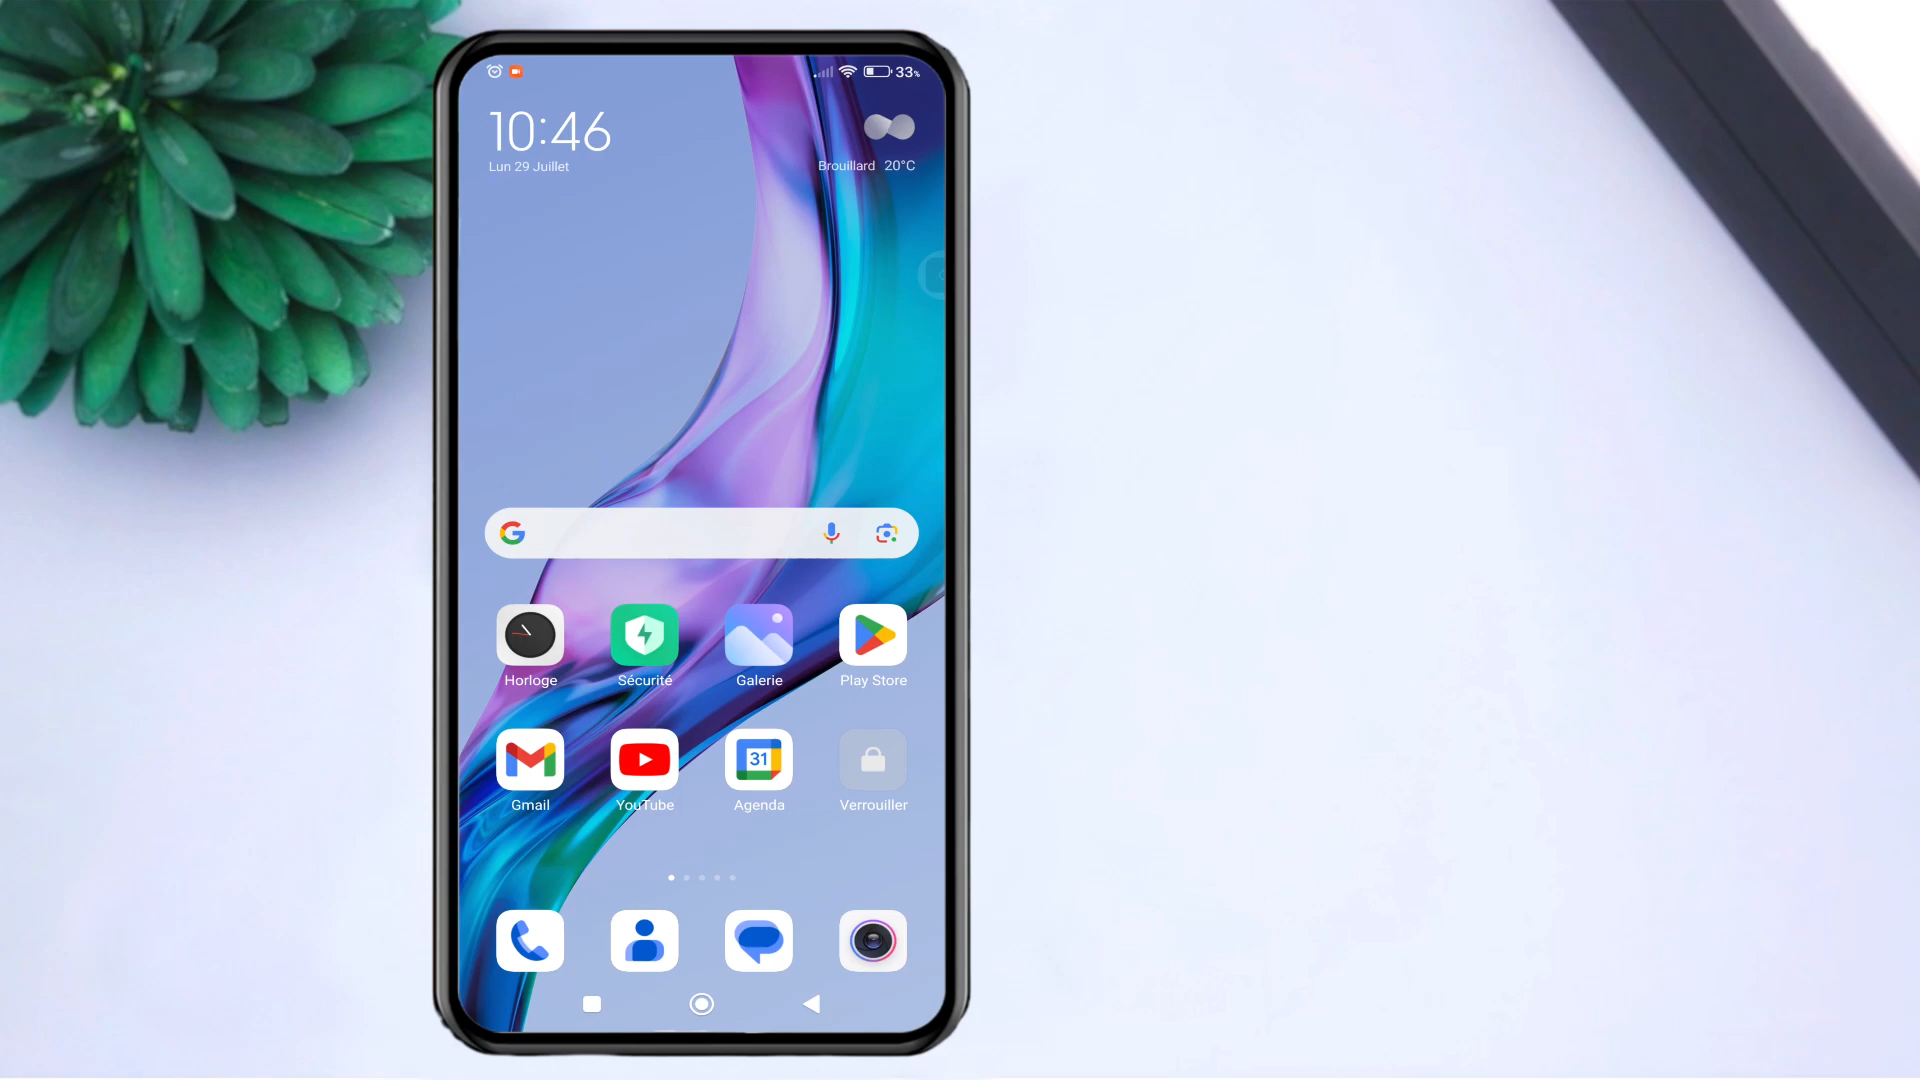 33%
10:46
Lun 29 Juillet
Brouillard 20°C
G
Horloge
Sécurité
Galerie
Play Store
31
Gmail
YouTube
Agenda
Verrouiller